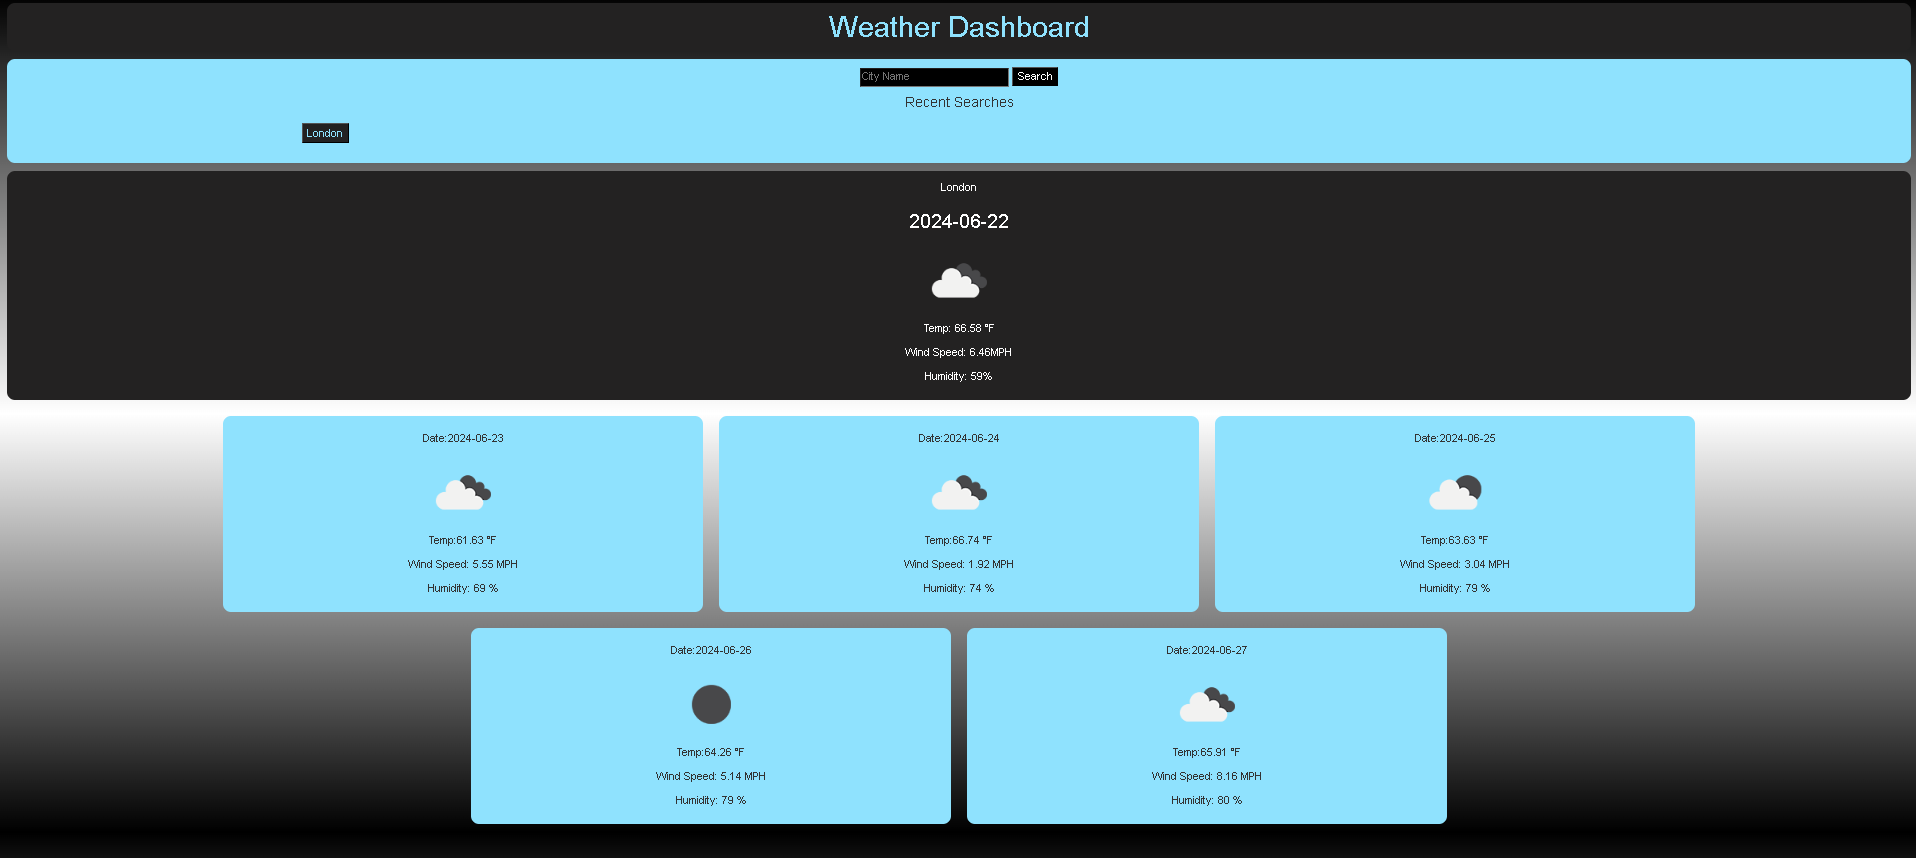 Weather Dashboard
City Name Search
Recent Searches
London
London
2024-06-22
Temp: 66.58 °F
Wind Speed: 6.46MPH
Humidity: 59%
Date:2024-06-23
Temp:61.63 °F
Wind Speed: 5.55 MPH
Humidity: 69 %
Date:2024-06-24
Temp:66.74 °F
Wind Speed: 1.92 MPH
Humidity: 74 %
Date:2024-06-25
Temp:63.63 °F
Wind Speed: 3.04 MPH
Humidity: 79 %
Date:2024-06-26
Temp:64.26 °F
Wind Speed: 5.14 MPH
Humidity: 79 %
Date:2024-06-27
Temp:65.91 °F
Wind Speed: 8.16 MPH
Humidity: 80 %